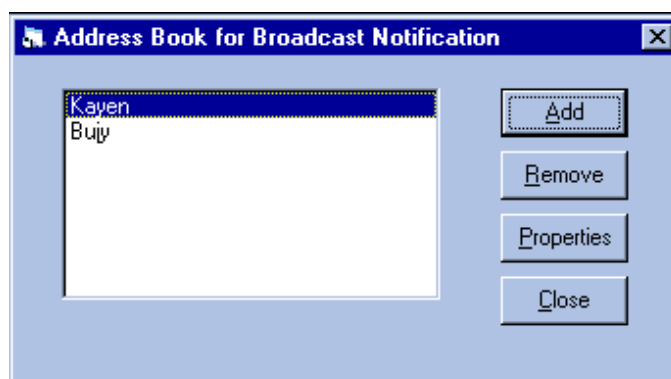 Address Book for Broadcast Notification
Kayen
Bujy
Add
Remove
Properties
Close